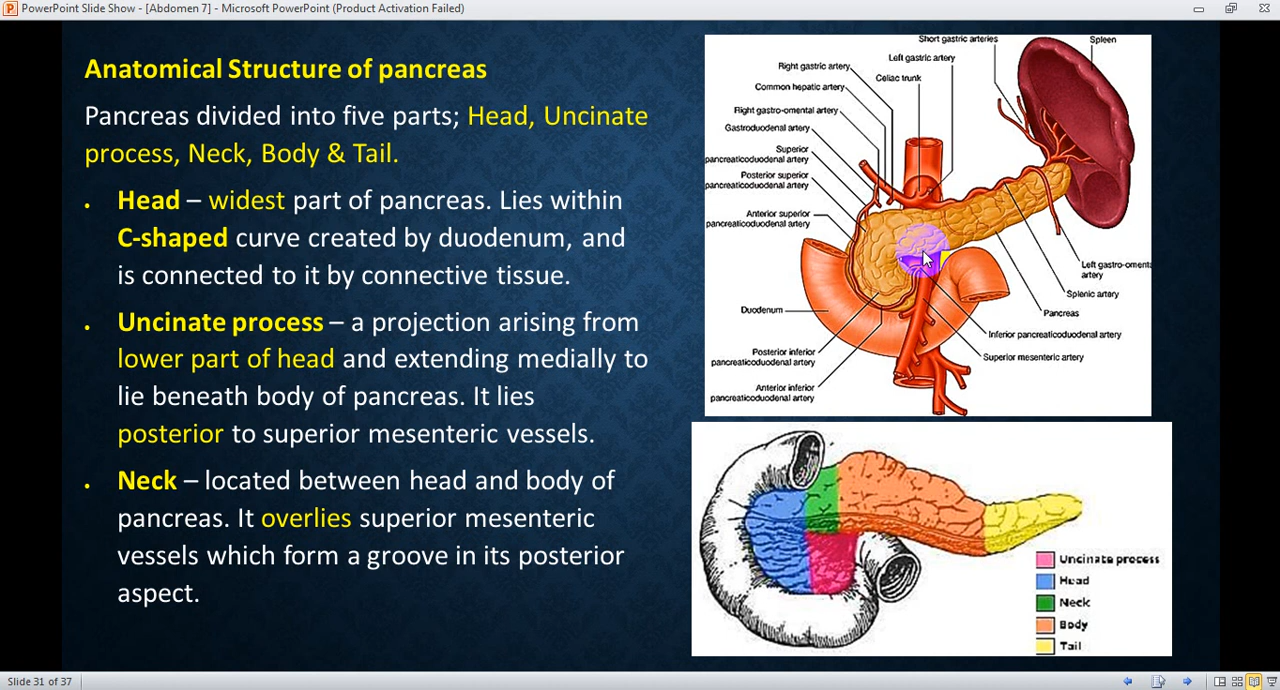 PowerPoint Slide Show - [Abdomen 7] - Microsoft PowerPoint (Product Activation Failed)
Anatomical Structure of pancreas
Pancreas divided into five parts; Head, Uncinate
process, Neck, Body & Tail.
• Head – widest part of pancreas. Lies within
C-shaped curve created by duodenum, and
is connected to it by connective tissue.
• Uncinate process – a projection arising from
lower part of head and extending medially to
lie beneath body of pancreas. It lies
posterior to superior mesenteric vessels.
• Neck – located between head and body of
pancreas. It overlies superior mesenteric
vessels which form a groove in its posterior
aspect.
Short gastric arteries
Spleen
Left gastric artery
Right gastric artery
Celiac trunk
Common hepatic artery
Right gastro-omental artery
Gastroduodenal artery
Superior
pancreaticoduodenal artery
Posterior superior
pancreaticoduodenal artery
Anterior superior
pancreaticoduodenal artery
Left gastro-oment
artery
Splenic artery
Duodenum
Pancreas
Inferior pancreaticoduodenal artery
Posterior inferior
pancreaticoduodenal artery
Superior mesenteric artery
Anterior inferior
pancreaticoduodenal artery
Uncinate process
Head
Neck
Body
Tail
Slide 31 of 37